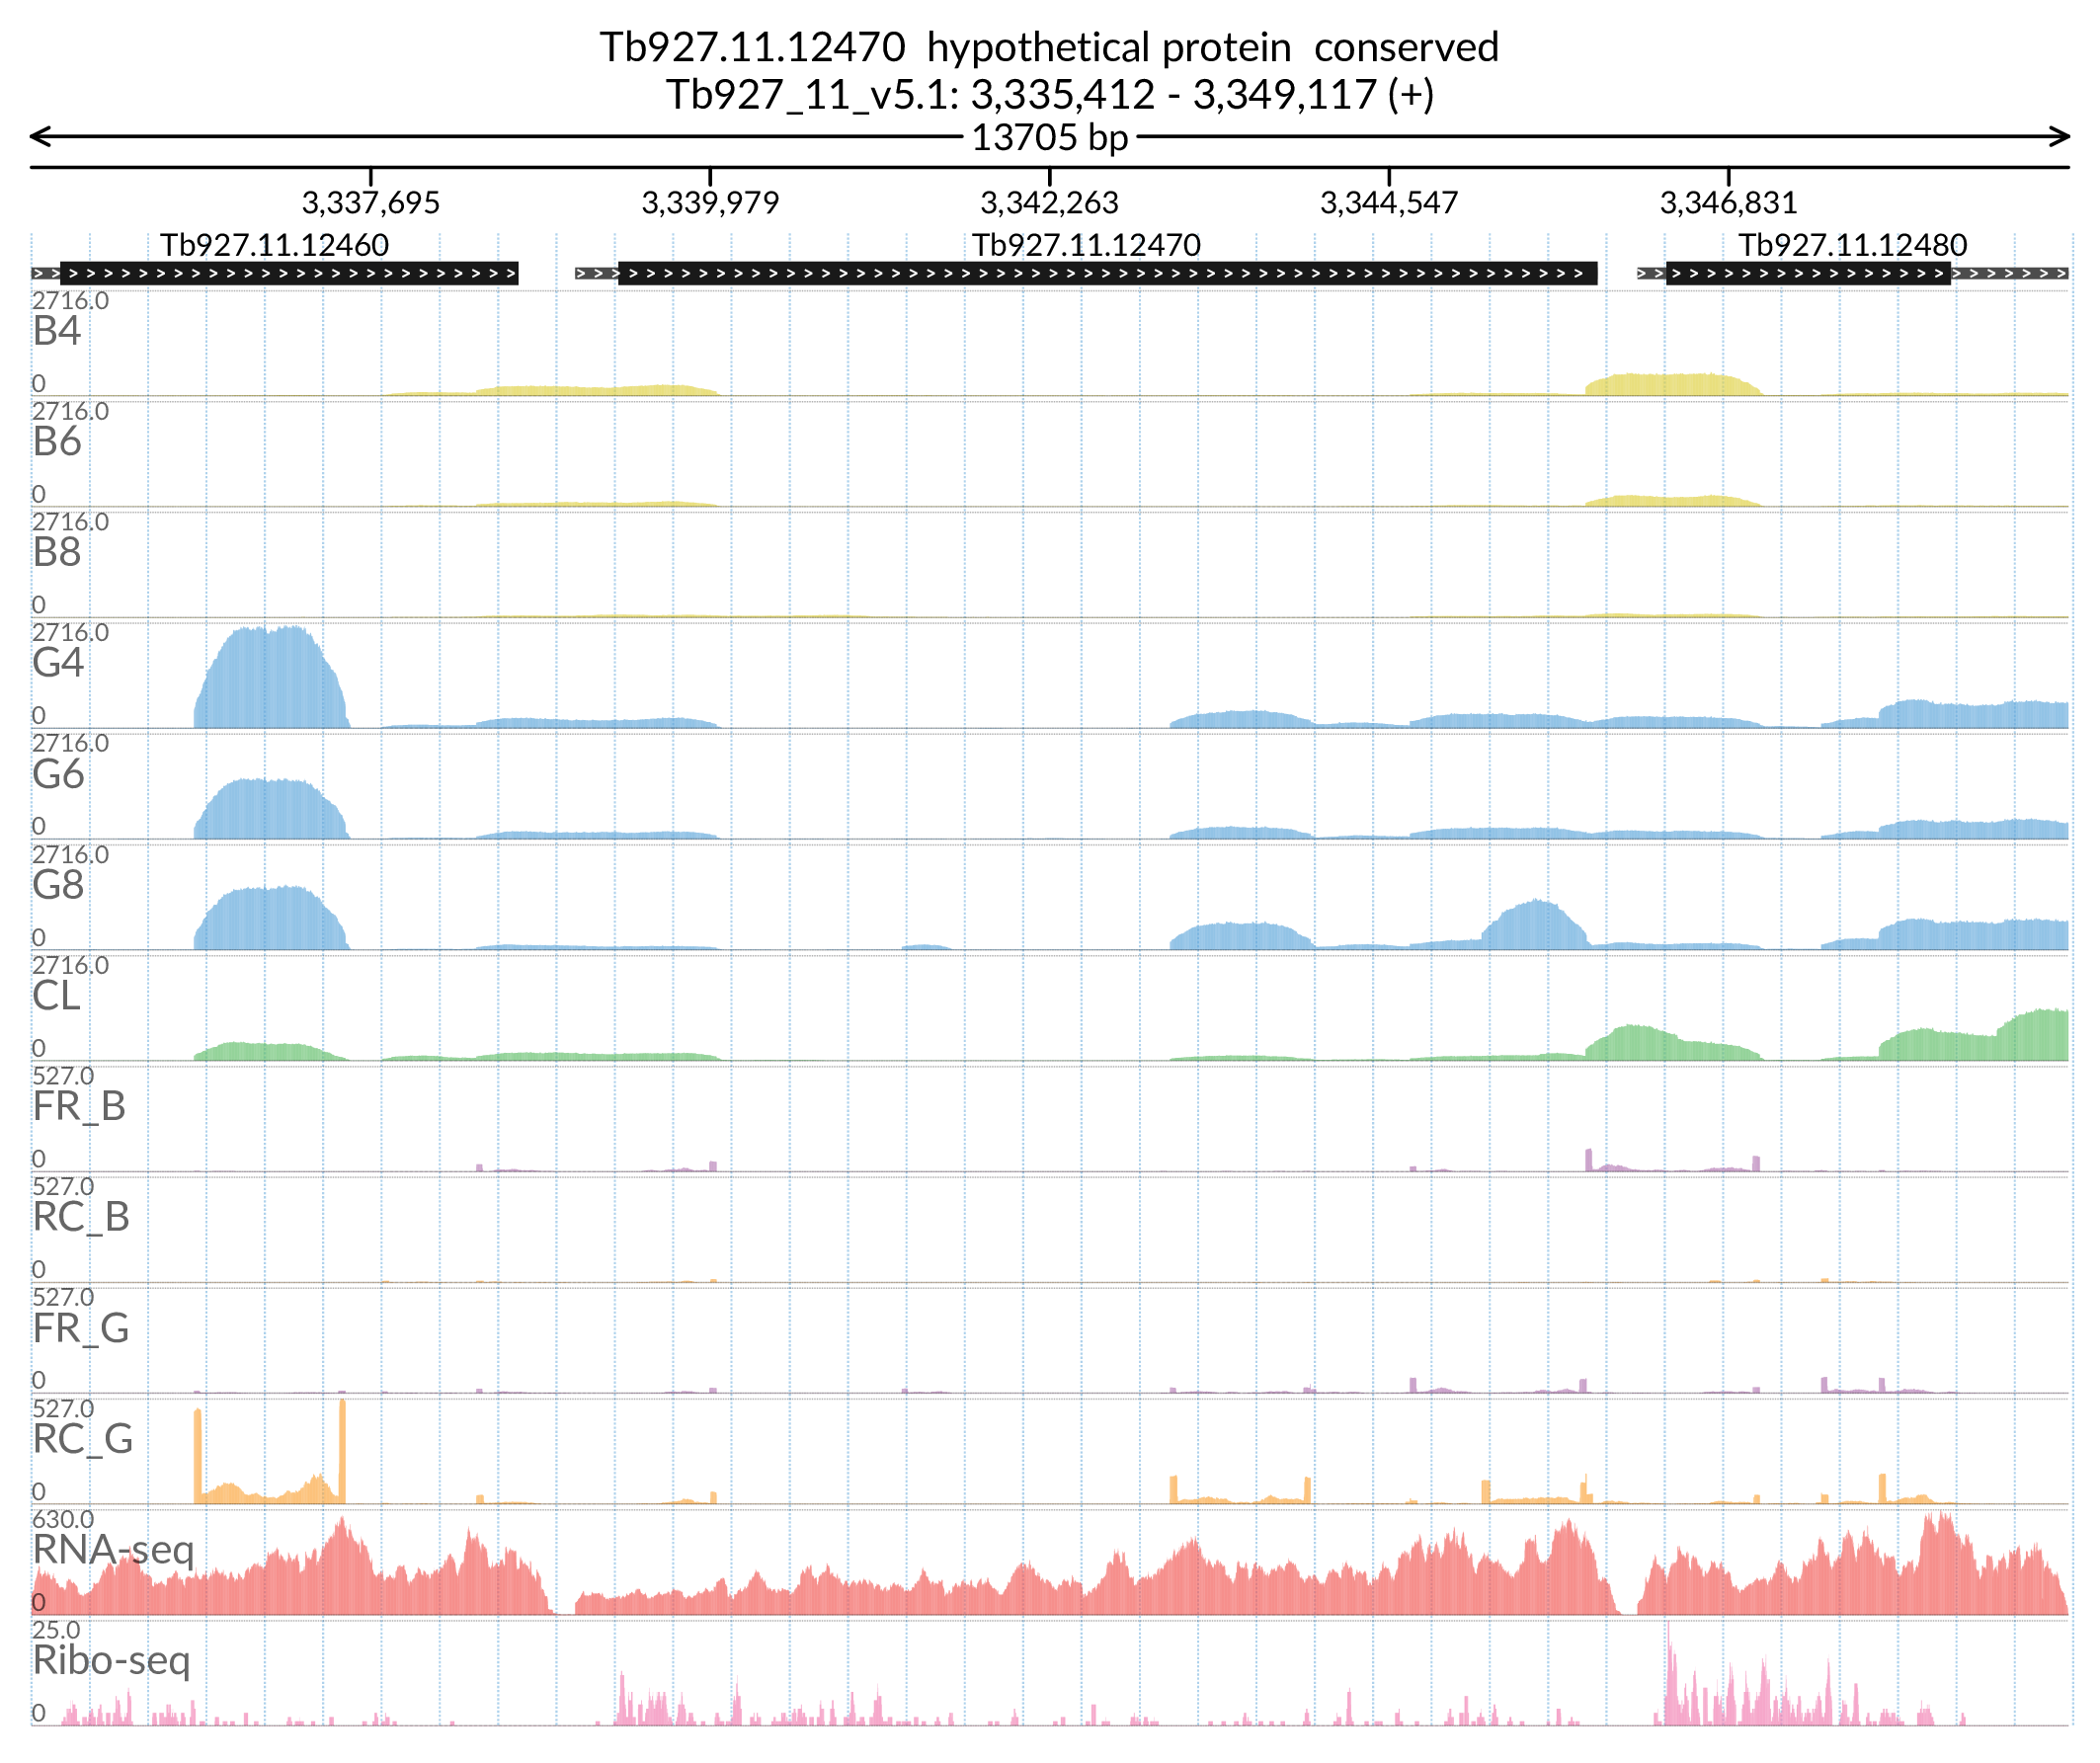 Tb927.11.12470 hypothetical protein conserved
Tb927_11_v5.1: 3,335,412 - 3,349,117 (+)
13705 bp
3,337,695 3,339,979 3,342,263 3,344,547 3,346,831
Tb927.11.12460 Tb927.11.12470 Tb927.11.12480
2716.0
B4
0
2716.0
B6
0
2716.0
B8
0
2716.0
G4
0
2716.0
G6
0
2716.0
G8
0
2716.0
CL
0
527.0
FR_B
0
527.0
RC_B
0
527.0
FR_G
0
527.0
RC_G
0
630.0
RNA-seq
0
25.0
Ribo-seq
0